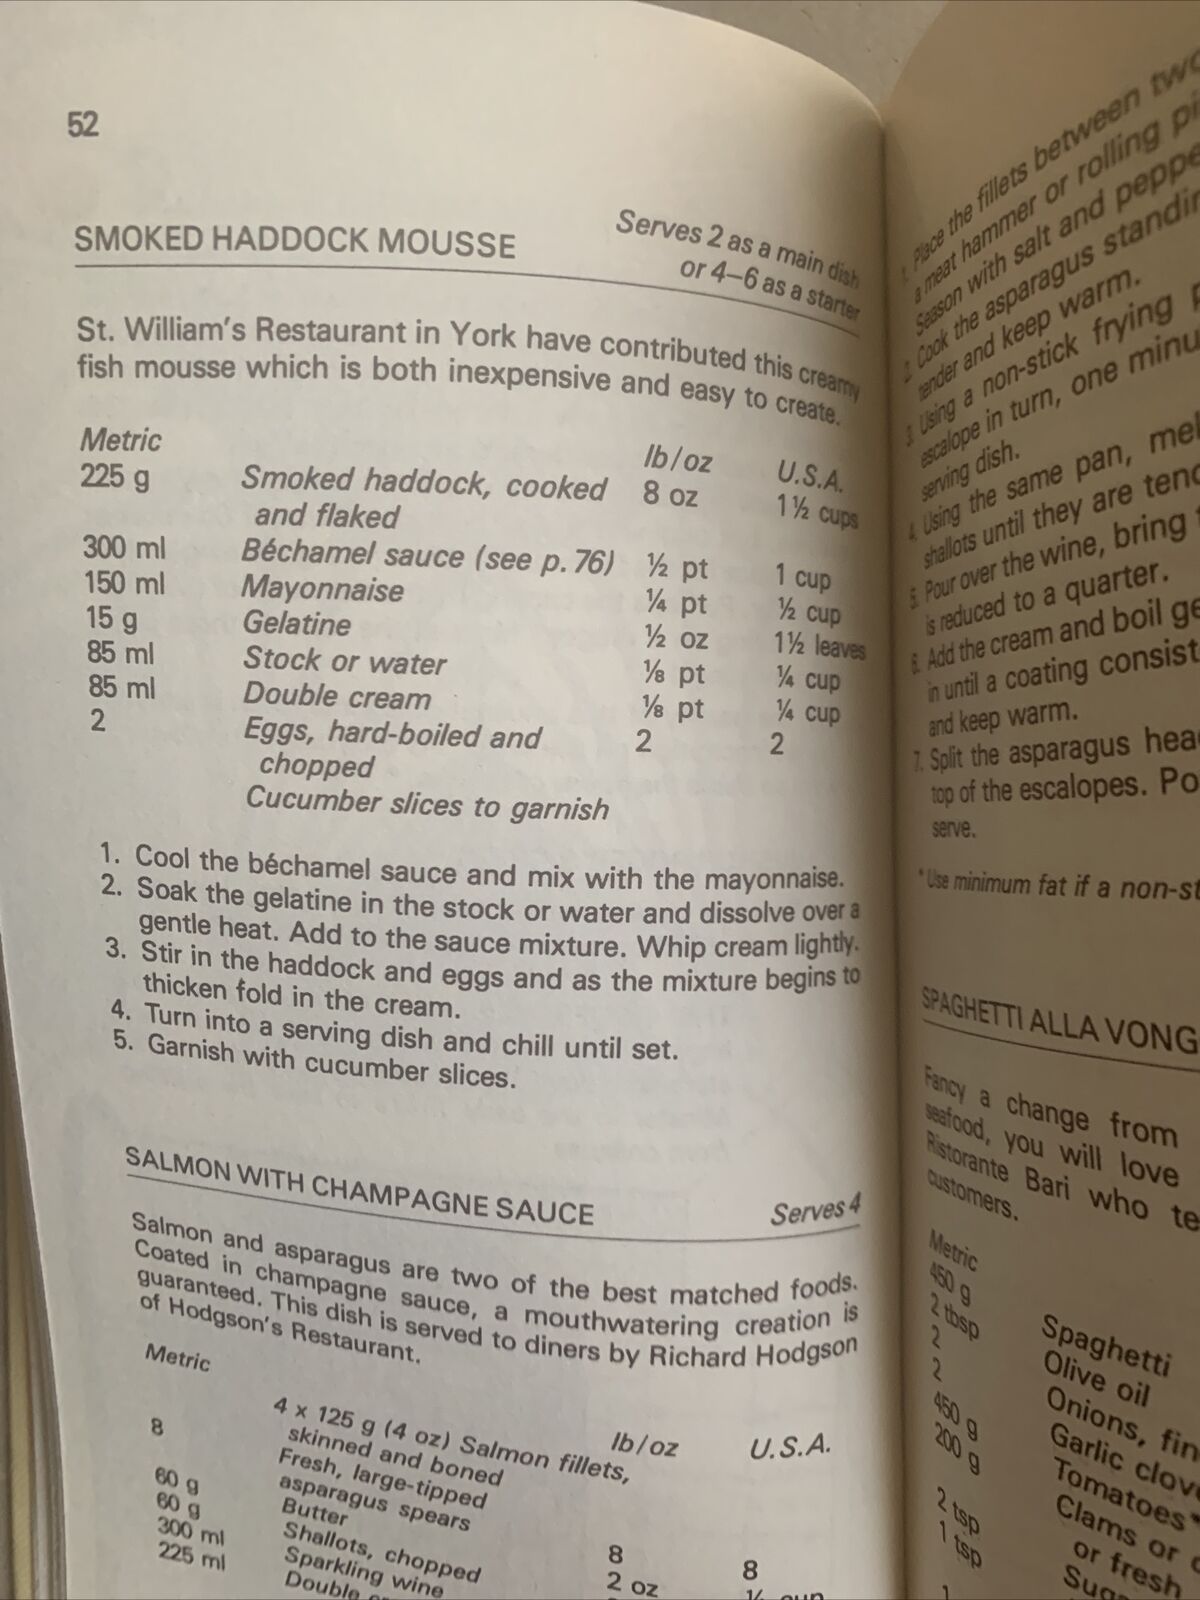 52
SMOKED HADDOCK MOUSSE
Serves 2 as a main dish
or 4–6 as a starter
St. William's Restaurant in York have contributed this creamy
fish mousse which is both inexpensive and easy to create.
Metric lb/oz U.S.A.
225 g Smoked haddock, cooked 8 oz 1½ cups
and flaked
300 ml Béchamel sauce (see p. 76) ½ pt 1 cup
150 ml Mayonnaise ¼ pt ½ cup
15 g Gelatine ½ oz 1½ leaves
85 ml Stock or water ⅛ pt ¼ cup
85 ml Double cream ⅛ pt ¼ cup
2 Eggs, hard-boiled and 2 2
chopped
Cucumber slices to garnish
1. Cool the béchamel sauce and mix with the mayonnaise.
2. Soak the gelatine in the stock or water and dissolve over a
gentle heat. Add to the sauce mixture. Whip cream lightly.
3. Stir in the haddock and eggs and as the mixture begins to
thicken fold in the cream.
4. Turn into a serving dish and chill until set.
5. Garnish with cucumber slices.
SALMON WITH CHAMPAGNE SAUCE
Serves 4
Salmon and asparagus are two of the best matched foods.
Coated in champagne sauce, a mouthwatering creation is
guaranteed. This dish is served to diners by Richard Hodgson
of Hodgson's Restaurant.
Metric lb/oz U.S.A.
4 x 125 g (4 oz) Salmon fillets,
skinned and boned
8 Fresh, large-tipped 8 8
asparagus spears
60 g Butter 2 oz
60 g Shallots, chopped
300 ml Sparkling wine
225 ml Double
1. Place the fillets between two
a meat hammer or rolling
Season with salt and
2. Cook the asparagus
tender and keep warm.
3. Using a non-stick frying
escalope in turn, one
serving dish.
4. Using the same pan,
shallots until they are
5. Pour over the wine, bring
is reduced to a quarter.
6. Add the cream and boil
in until a coating
and keep warm.
7. Split the asparagus
top of the escalopes.
serve.
* Use minimum fat if a
SPAGHETTI ALLA
Fancy a change from
seafood, you will love
Ristorante Bari who
customers.
Metric
450 g Spaghetti
2 tbsp Olive oil
2 Onions,
2 Garlic
450 g Tomatoes*
200 g Clams or
or fresh
2 tsp
1 tsp
1